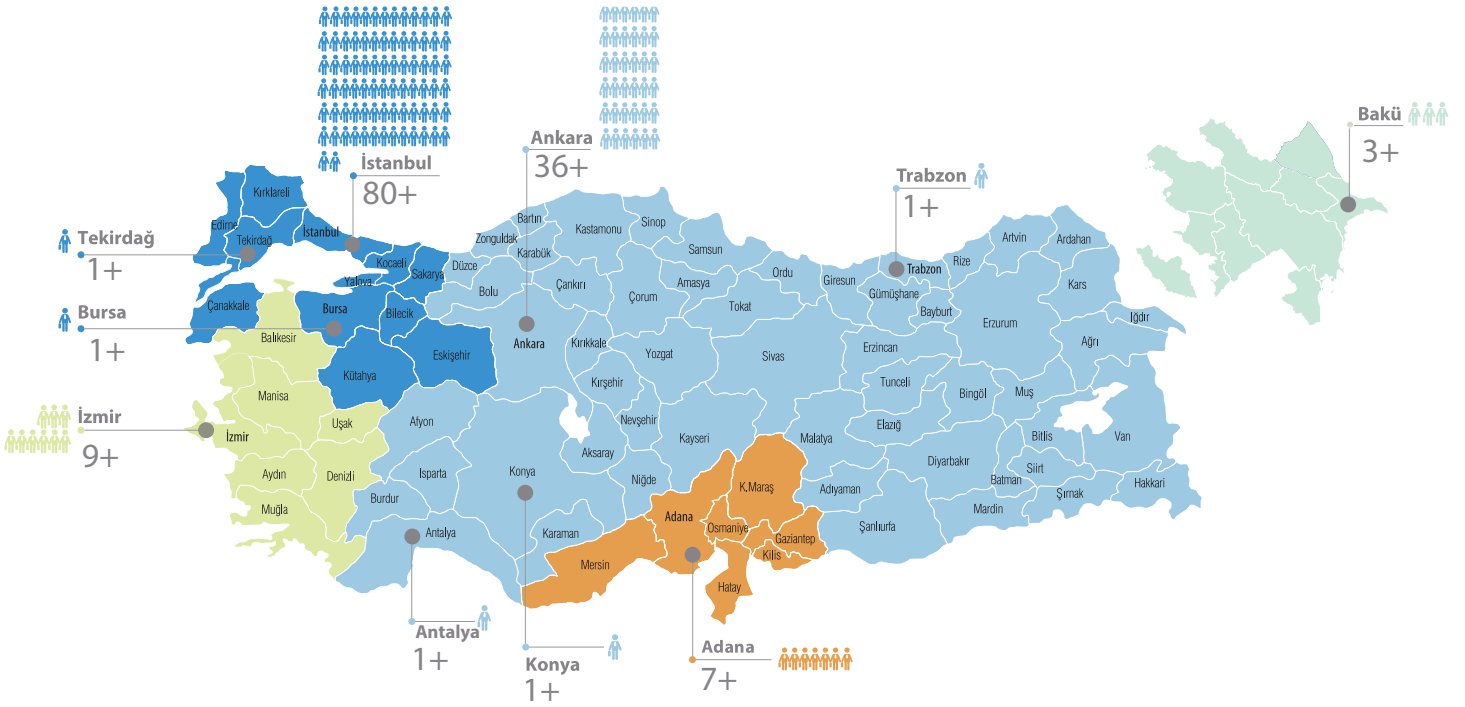 Bakü
3+
Ankara
36+
İstanbul
80+
Trabzon
1+
Tekirdağ
1+
Bursa
1+
İzmir
9+
Antalya
1+
Konya
1+
Adana
7+
Kırklareli
Edirne
Tekirdağ
İstanbul
Kocaeli
Yalova
Sakarya
Çanakkale
Bursa
Bilecik
Eskişehir
Kütahya
Balıkesir
Manisa
Uşak
İzmir
Aydın
Denizli
Muğla
Düzce
Zonguldak
Bartın
Karabük
Bolu
Kastamonu
Sinop
Çankırı
Samsun
Çorum
Amasya
Ordu
Tokat
Giresun
Trabzon
Gümüşhane
Bayburt
Rize
Artvin
Ardahan
Kars
Iğdır
Erzurum
Ağrı
Ankara
Kırıkkale
Yozgat
Sivas
Erzincan
Tunceli
Bingöl
Muş
Kırşehir
Nevşehir
Kayseri
Malatya
Elazığ
Bitlis
Van
Afyon
Isparta
Burdur
Antalya
Konya
Aksaray
Niğde
Karaman
Diyarbakır
Batman
Siirt
Şırnak
Hakkari
Adıyaman
Şanlıurfa
Mardin
Mersin
Adana
K.Maraş
Osmaniye
Gaziantep
Kilis
Hatay